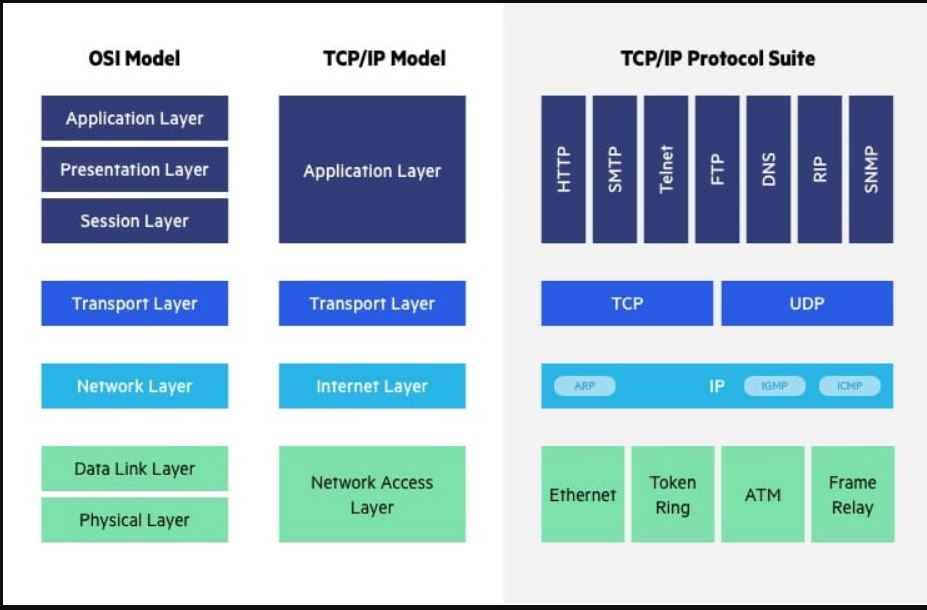 OSI Model
Application Layer
Presentation Layer
Session Layer
Transport Layer
Network Layer
Data Link Layer
Physical Layer
TCP/IP Model
Application Layer
Transport Layer
Internet Layer
Network Access
Layer
TCP/IP Protocol Suite
HTTP
SMTP
Telnet
FTP
DNS
RIP
SNMP
TCP
UDP
ARP
IP
IGMP
ICMP
Ethernet
Token
Ring
ATM
Frame
Relay